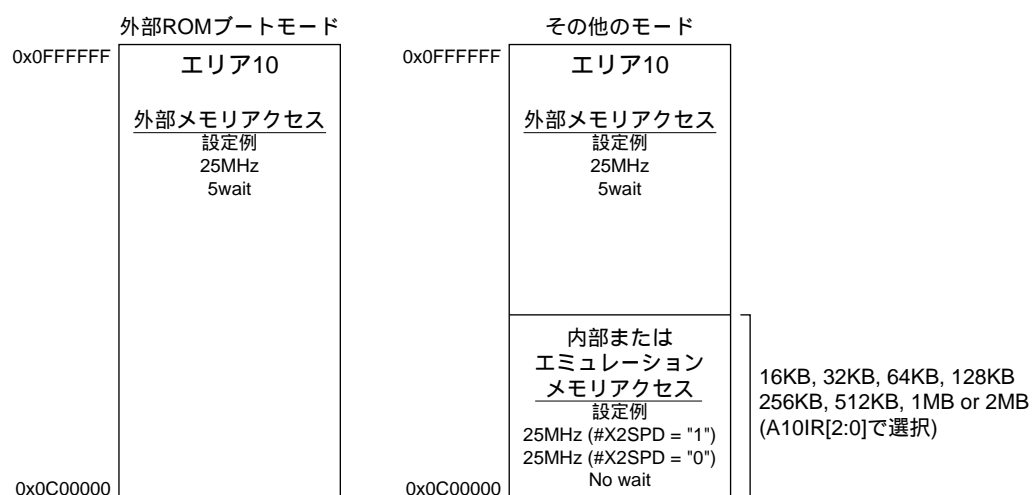 外部ROMブートモード
0x0FFFFFF
エリア10
外部メモリアクセス
設定例
25MHz
5wait
0x0C00000
その他のモード
0x0FFFFFF
エリア10
外部メモリアクセス
設定例
25MHz
5wait
内部または
エミュレーション
メモリアクセス
設定例
25MHz (#X2SPD = "1")
25MHz (#X2SPD = "0")
No wait
0x0C00000
16KB, 32KB, 64KB, 128KB
256KB, 512KB, 1MB or 2MB
(A10IR[2:0]で選択)